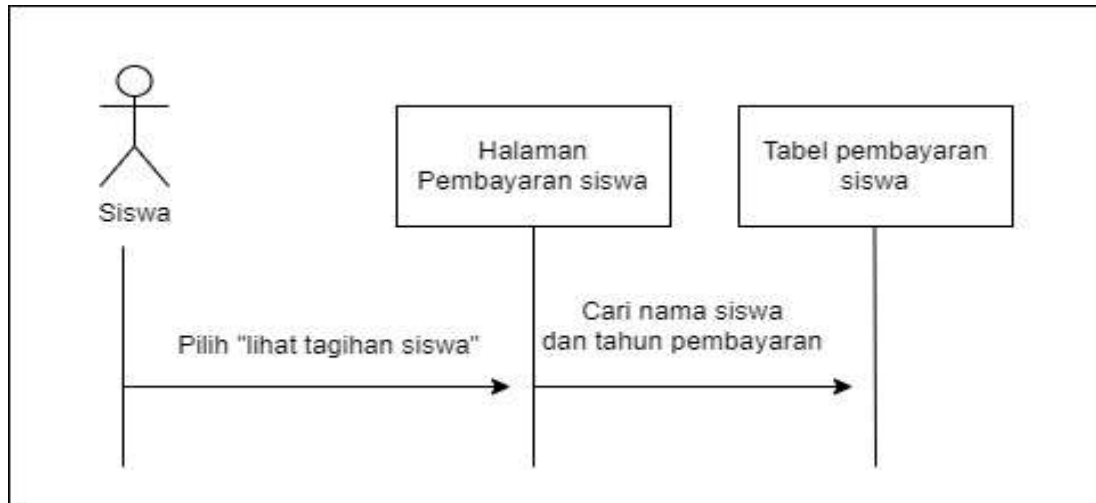 Siswa
Halaman
Pembayaran siswa
Tabel pembayaran
siswa
Pilih "lihat tagihan siswa"
Cari nama siswa
dan tahun pembayaran